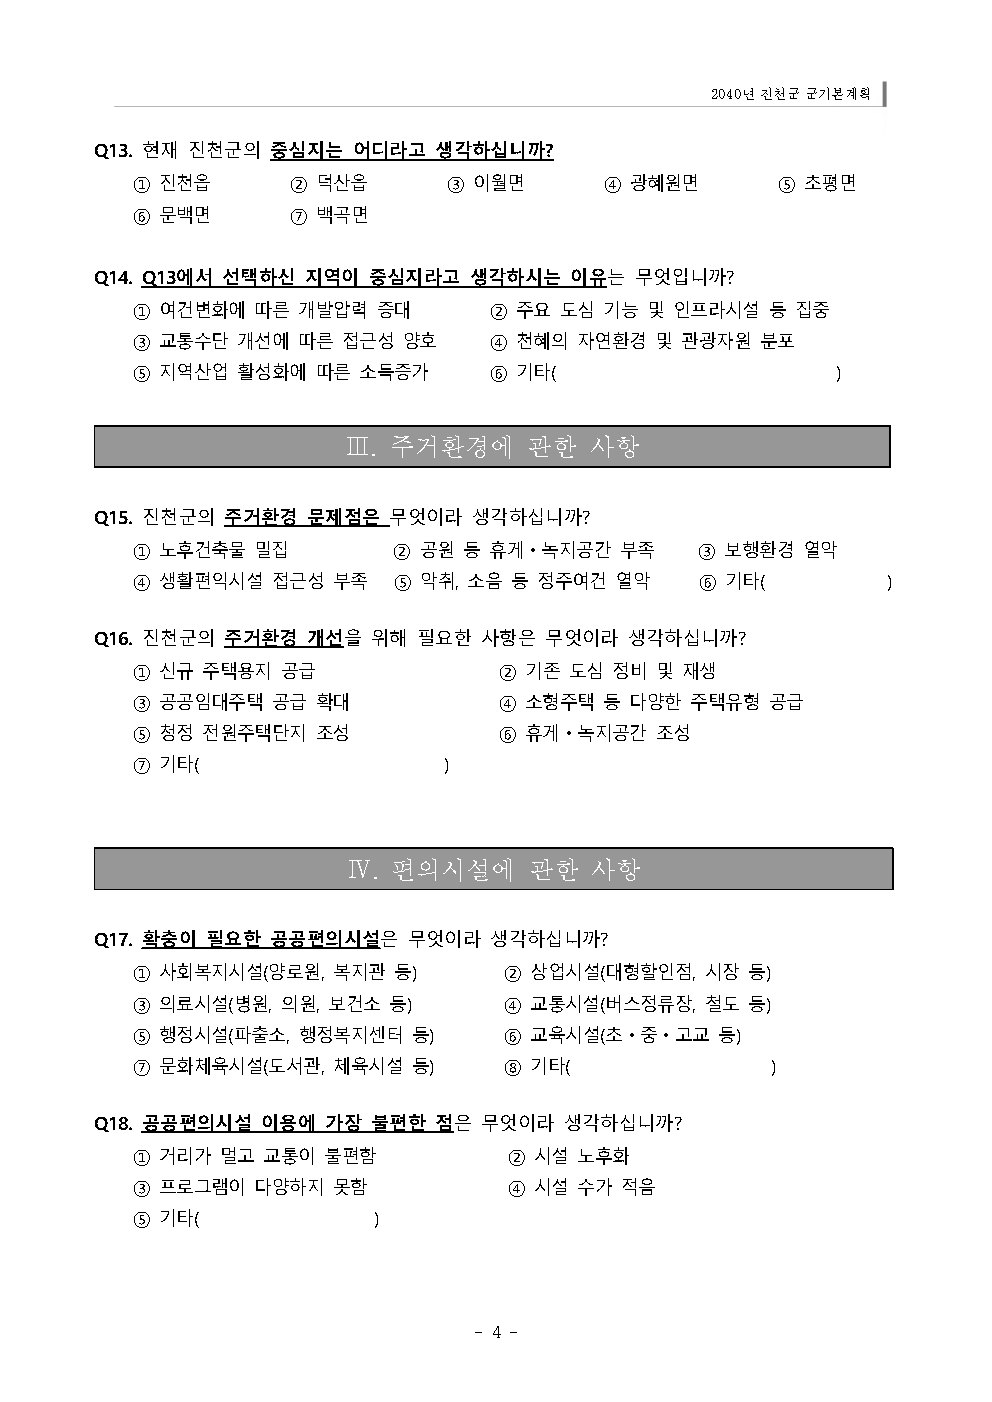 2040년 진천군 군기본계획
Q13. 현재 진천군의 중심지는 어디라고 생각하십니까?
① 진천읍 ② 덕산읍 ③ 이월면 ④ 광혜원면 ⑤ 초평면
⑥ 문백면 ⑦ 백곡면
Q14. Q13에서 선택하신 지역이 중심지라고 생각하시는 이유는 무엇입니까?
① 여건변화에 따른 개발압력 증대 ② 주요 도심 기능 및 인프라시설 등 집중
③ 교통수단 개선에 따른 접근성 양호 ④ 천혜의 자연환경 및 관광자원 분포
⑤ 지역산업 활성화에 따른 소득증가 ⑥ 기타( )
Ⅲ. 주거환경에 관한 사항
Q15. 진천군의 주거환경 문제점은 무엇이라 생각하십니까?
① 노후건축물 밀집 ② 공원 등 휴게·녹지공간 부족 ③ 보행환경 열악
④ 생활편익시설 접근성 부족 ⑤ 악취, 소음 등 정주여건 열악 ⑥ 기타( )
Q16. 진천군의 주거환경 개선을 위해 필요한 사항은 무엇이라 생각하십니까?
① 신규 주택용지 공급 ② 기존 도심 정비 및 재생
③ 공공임대주택 공급 확대 ④ 소형주택 등 다양한 주택유형 공급
⑤ 청정 전원주택단지 조성 ⑥ 휴게·녹지공간 조성
⑦ 기타( )
Ⅳ. 편의시설에 관한 사항
Q17. 확충이 필요한 공공편의시설은 무엇이라 생각하십니까?
① 사회복지시설(양로원, 복지관 등) ② 상업시설(대형할인점, 시장 등)
③ 의료시설(병원, 의원, 보건소 등) ④ 교통시설(버스정류장, 철도 등)
⑤ 행정시설(파출소, 행정복지센터 등) ⑥ 교육시설(초·중·고교 등)
⑦ 문화체육시설(도서관, 체육시설 등) ⑧ 기타( )
Q18. 공공편의시설 이용에 가장 불편한 점은 무엇이라 생각하십니까?
① 거리가 멀고 교통이 불편함 ② 시설 노후화
③ 프로그램이 다양하지 못함 ④ 시설 수가 적음
⑤ 기타( )
- 4 -